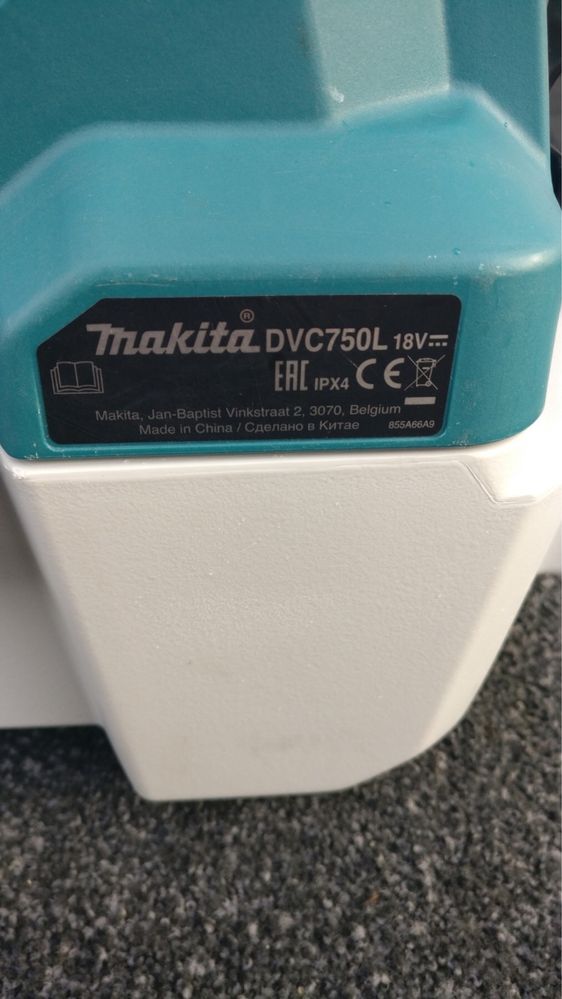 makita® DVC750L 18V⎓
EAC IPX4 CE
Makita, Jan-Baptist Vinkstraat 2, 3070, Belgium
Made in China / Сделано в Китае 855A66A9